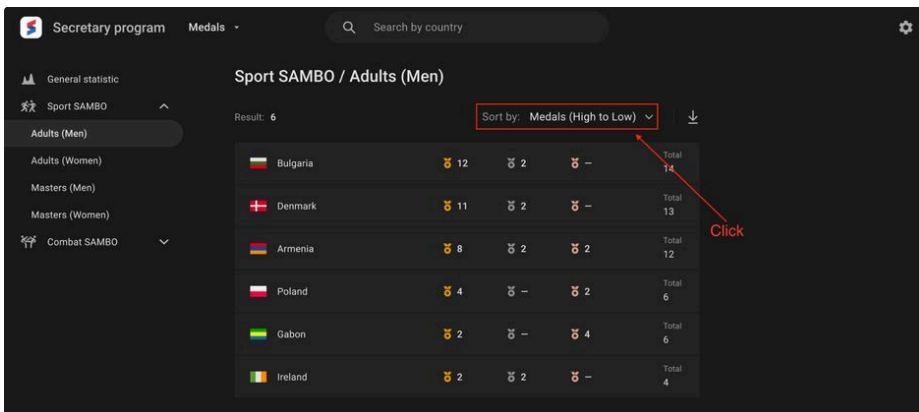 Secretary program Medals Search by country
General statistic
Sport SAMBO
Adults (Men)
Adults (Women)
Masters (Men)
Masters (Women)
Combat SAMBO
Sport SAMBO / Adults (Men)
Result: 6 Sort by: Medals (High to Low)
Bulgaria 12 2 – Total 14
Denmark 11 2 – Total 13
Armenia 8 2 2 Total 12
Poland 4 – 2 Total 6
Gabon 2 – 4 Total 6
Ireland 2 2 – Total 4
Click